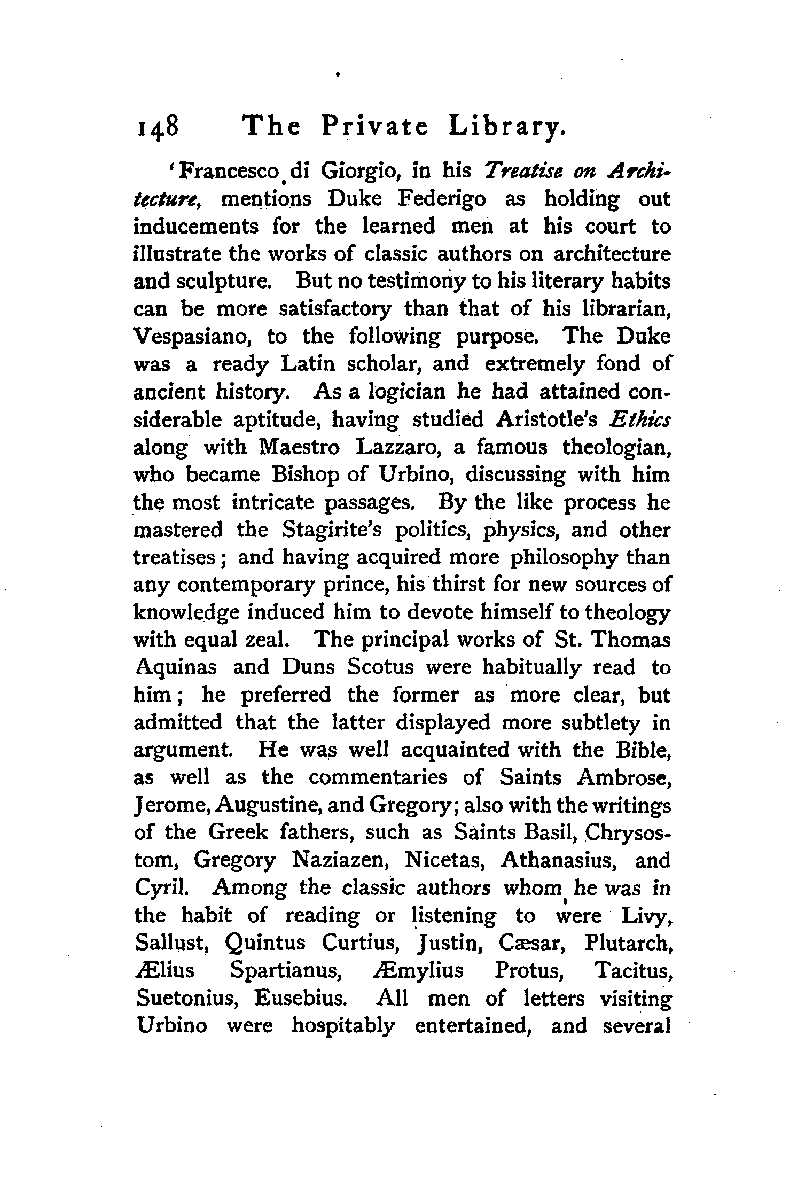 148 The Private Library.
‘Francesco di Giorgio, in his Treatise on Archi-
tecture, mentions Duke Federigo as holding out
inducements for the learned men at his court to
illustrate the works of classic authors on architecture
and sculpture. But no testimony to his literary habits
can be more satisfactory than that of his librarian,
Vespasiano, to the following purpose. The Duke
was a ready Latin scholar, and extremely fond of
ancient history. As a logician he had attained con-
siderable aptitude, having studied Aristotle's Ethics
along with Maestro Lazzaro, a famous theologian,
who became Bishop of Urbino, discussing with him
the most intricate passages. By the like process he
mastered the Stagirite's politics, physics, and other
treatises; and having acquired more philosophy than
any contemporary prince, his thirst for new sources of
knowledge induced him to devote himself to theology
with equal zeal. The principal works of St. Thomas
Aquinas and Duns Scotus were habitually read to
him; he preferred the former as more clear, but
admitted that the latter displayed more subtlety in
argument. He was well acquainted with the Bible,
as well as the commentaries of Saints Ambrose,
Jerome, Augustine, and Gregory; also with the writings
of the Greek fathers, such as Saints Basil, Chrysos-
tom, Gregory Naziazen, Nicetas, Athanasius, and
Cyril. Among the classic authors whom he was in
the habit of reading or listening to were Livy,
Sallust, Quintus Curtius, Justin, Cæsar, Plutarch,
Ælius Spartianus, Æmylius Protus, Tacitus,
Suetonius, Eusebius. All men of letters visiting
Urbino were hospitably entertained, and several